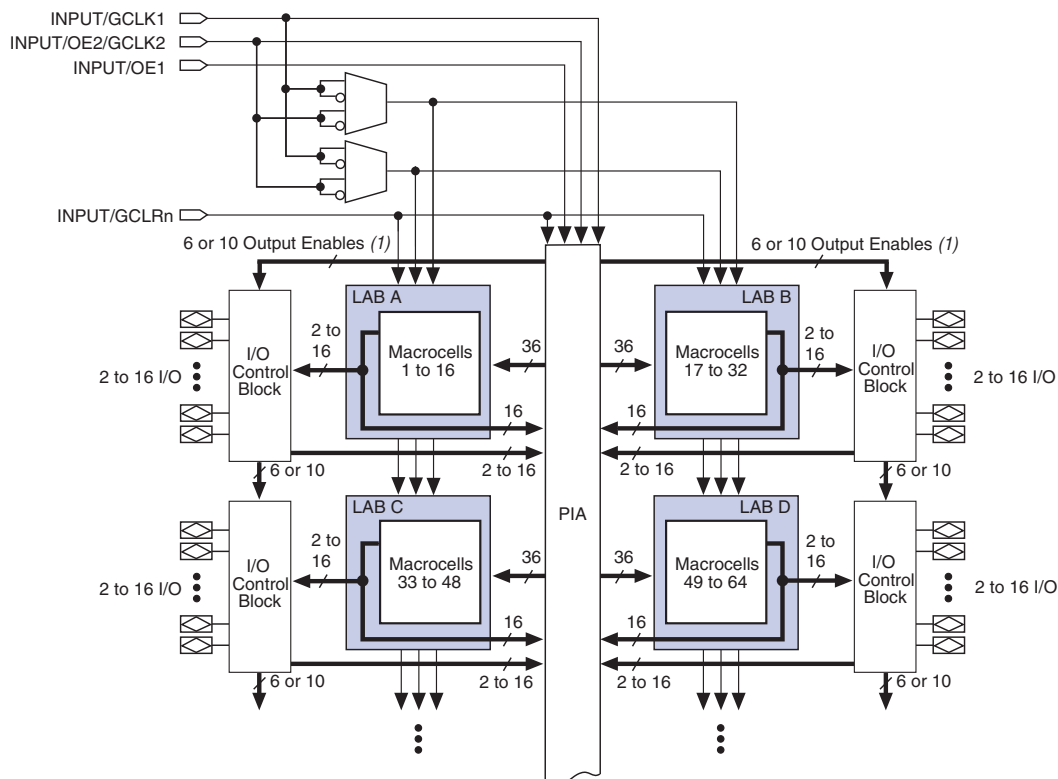 INPUT/GCLK1
INPUT/OE2/GCLK2
INPUT/OE1
INPUT/GCLRn
6 or 10 Output Enables (1)
6 or 10 Output Enables (1)
LAB A
LAB B
2 to 16 I/O
I/O
Control
Block
2 to
16
Macrocells
1 to 16
36
16
36
16
Macrocells
17 to 32
2 to
16
I/O
Control
Block
2 to 16 I/O
6 or 10
2 to 16
2 to 16
6 or 10
PIA
LAB C
LAB D
2 to 16 I/O
I/O
Control
Block
2 to
16
Macrocells
33 to 48
36
16
36
16
Macrocells
49 to 64
2 to
16
I/O
Control
Block
2 to 16 I/O
6 or 10
2 to 16
2 to 16
6 or 10